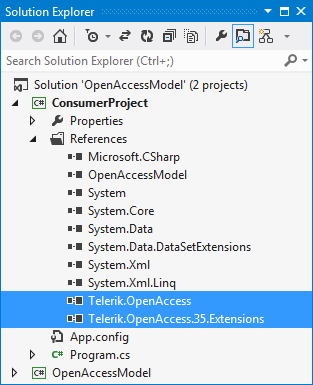 Solution Explorer
Search Solution Explorer (Ctrl+;)
Solution 'OpenAccessModel' (2 projects)
C# ConsumerProject
Properties
References
Microsoft.CSharp
OpenAccessModel
System
System.Core
System.Data
System.Data.DataSetExtensions
System.Xml
System.Xml.Linq
Telerik.OpenAccess
Telerik.OpenAccess.35.Extensions
App.config
C# Program.cs
C# OpenAccessModel